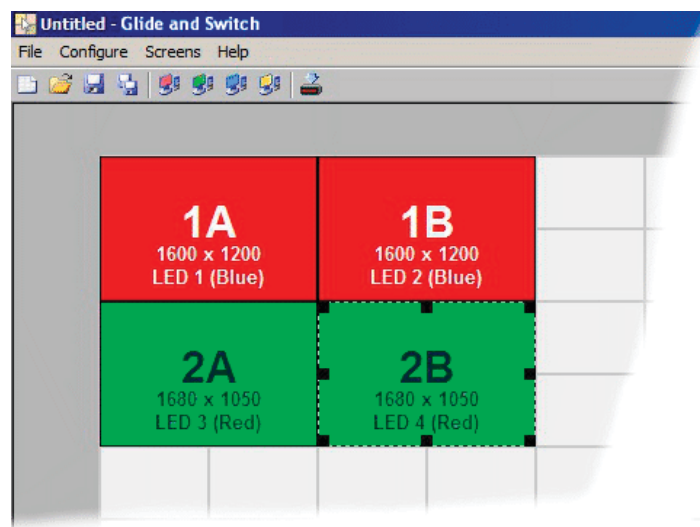 Untitled - Glide and Switch
File Configure Screens Help
1A
1600 x 1200
LED 1 (Blue)
1B
1600 x 1200
LED 2 (Blue)
2A
1680 x 1050
LED 3 (Red)
2B
1680 x 1050
LED 4 (Red)